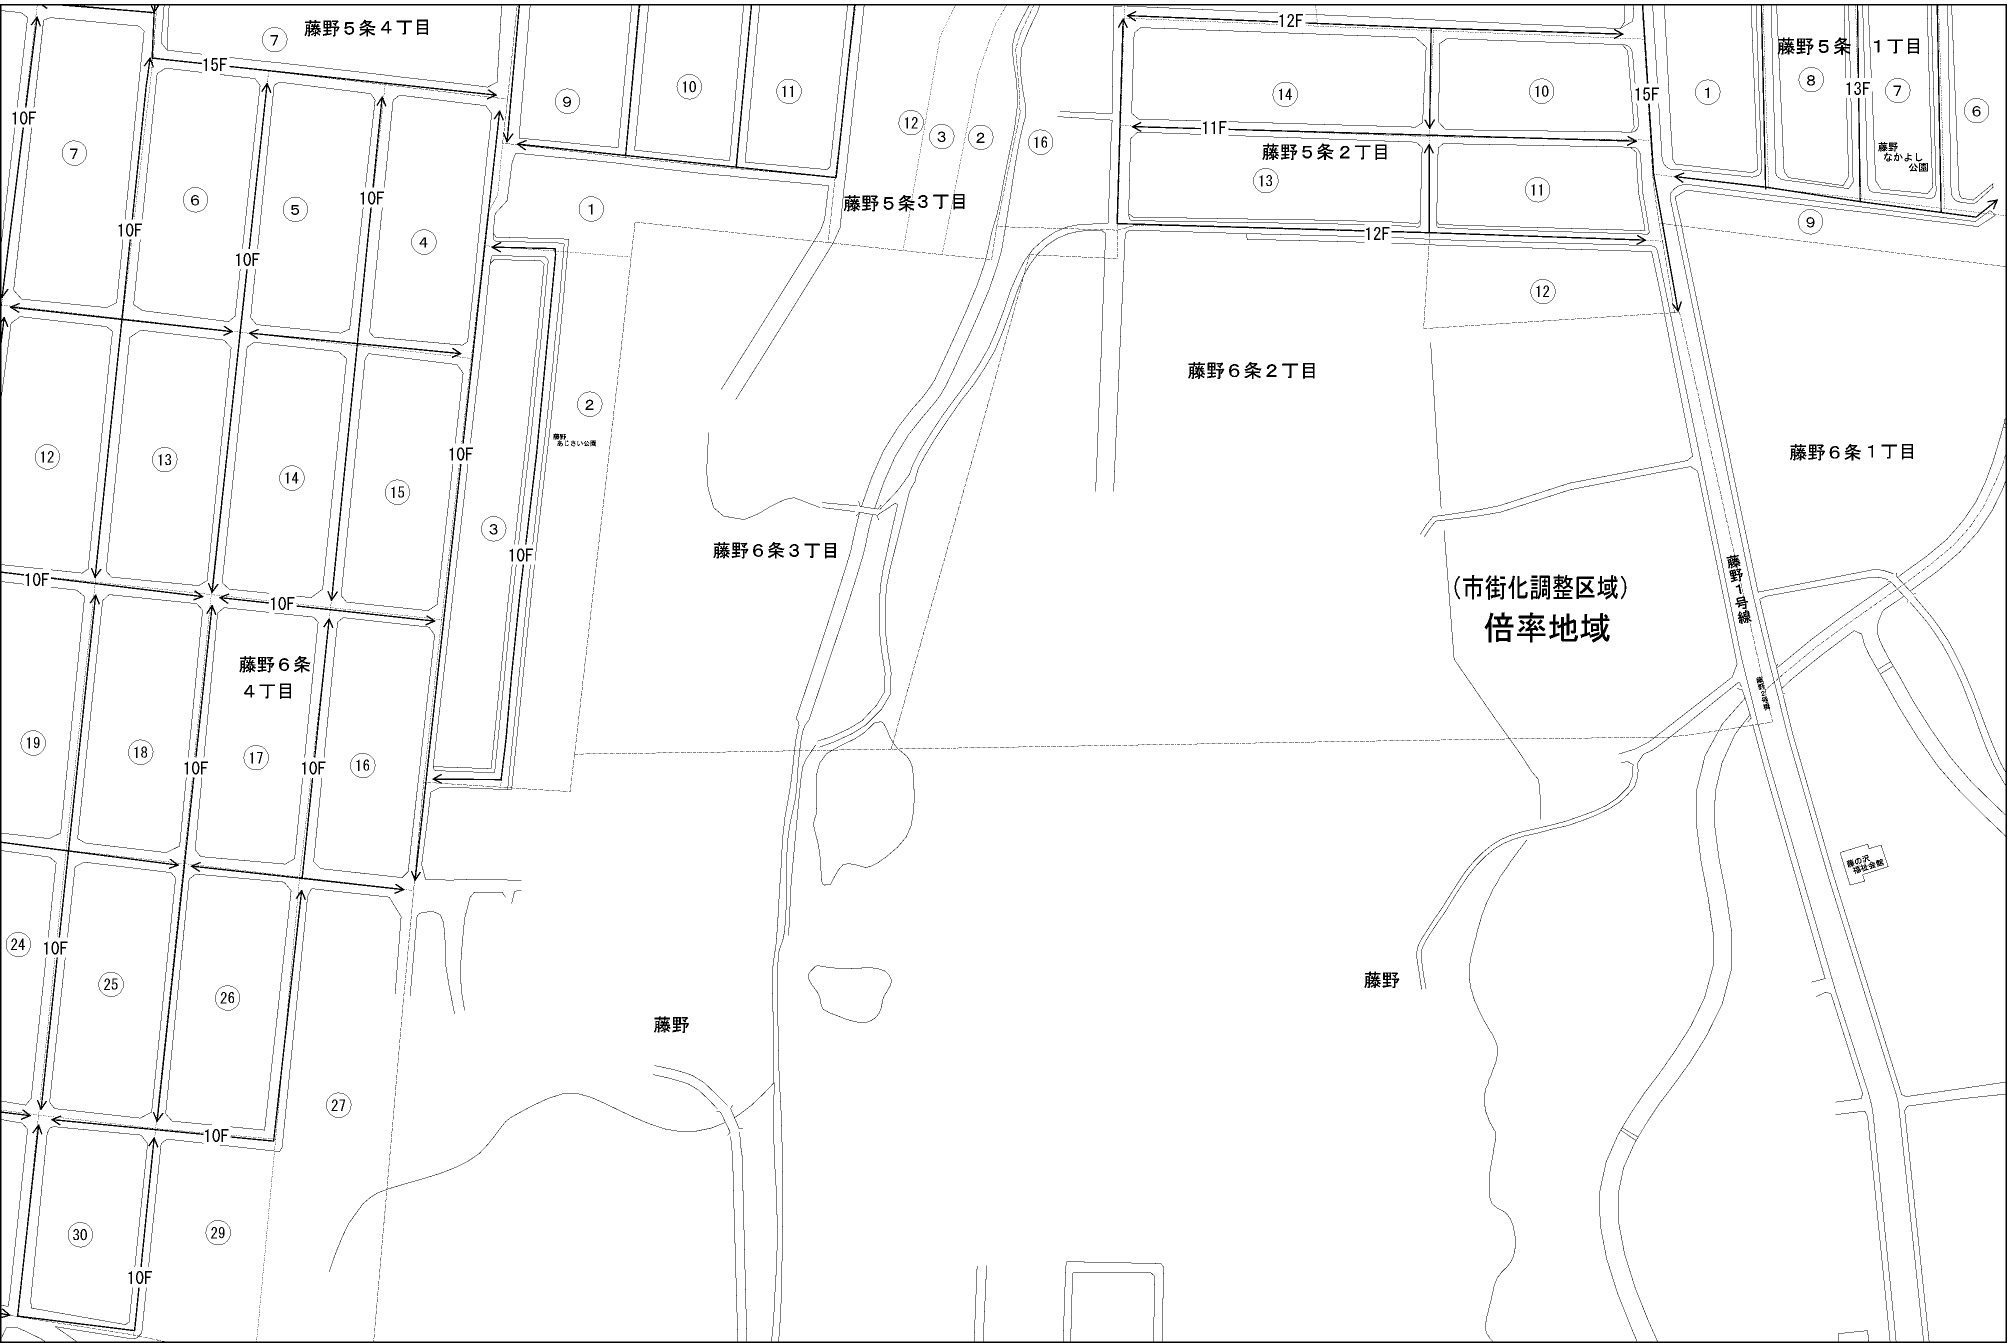 12F
藤野５条４丁目
⑦
藤野５条
１丁目
15F
⑨
⑩
⑪
⑭
⑩
15F
①
⑧
13F
⑦
⑥
10F
⑫
③
②
⑯
11F
⑦
藤野５条２丁目
藤野
なかよし
公園
⑬
⑪
⑥
⑤
10F
④
①
藤野５条３丁目
10F
12F
⑨
10F
⑫
藤野６条２丁目
②
藤野
あじさい公園
⑫
⑬
⑭
⑮
10F
藤野６条１丁目
③
10F
藤野６条３丁目
10F
10F
(市街化調整区域)
倍率地域
藤野１号線
藤野６条
４丁目
⑲
⑱
10F
⑰
10F
⑯
藤の沢
福祉会館
㉔
10F
㉕
㉖
藤野
藤野
㉗
10F
㉚
㉙
10F